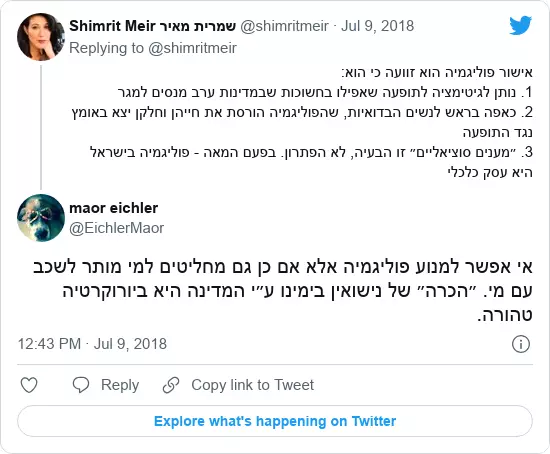 Shimrit Meir שמרית מאיר @shimritmeir · Jul 9, 2018
Replying to @shimritmeir
אישור פוליגמיה הוא זוועה כי הוא:
1. נותן לגיטימציה לתופעה שאפילו בחשוכות שבמדינות ערב מנסים למגר
2. כאפה בראש לנשים הבדואיות, שהפוליגמיה הורסת את חייהן וחלקן יצא באומץ
נגד התופעה
3. ״מענים סוציאליים״ זו הבעיה, לא הפתרון. בפעם המאה - פוליגמיה בישראל
היא עסק כלכלי
maor eichler
@EichlerMaor
אי אפשר למנוע פוליגמיה אלא אם כן גם מחליטים למי מותר לשכב
עם מי. ״הכרה״ של נישואין בימינו ע״י המדינה היא ביורוקרטיה
טהורה.
12:43 PM · Jul 9, 2018
Reply
Copy link to Tweet
Explore what's happening on Twitter